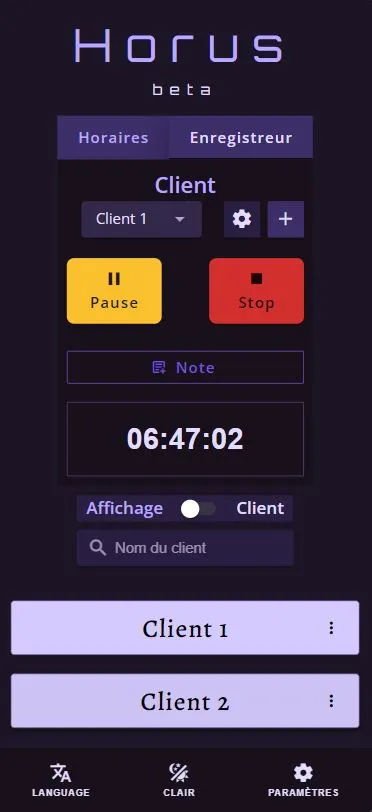 Horus
beta
Horaires Enregistreur
Client
Client 1
Pause Stop
Note
06:47:02
Affichage Client
Nom du client
Client 1
Client 2
LANGUAGE CLAIR PARAMÈTRES